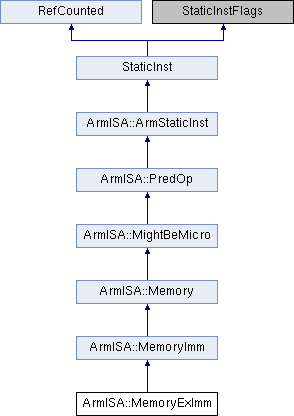 RefCounted
StaticInstFlags
StaticInst
ArmISA::ArmStaticInst
ArmISA::PredOp
ArmISA::MightBeMicro
ArmISA::Memory
ArmISA::MemoryImm
ArmISA::MemoryExImm